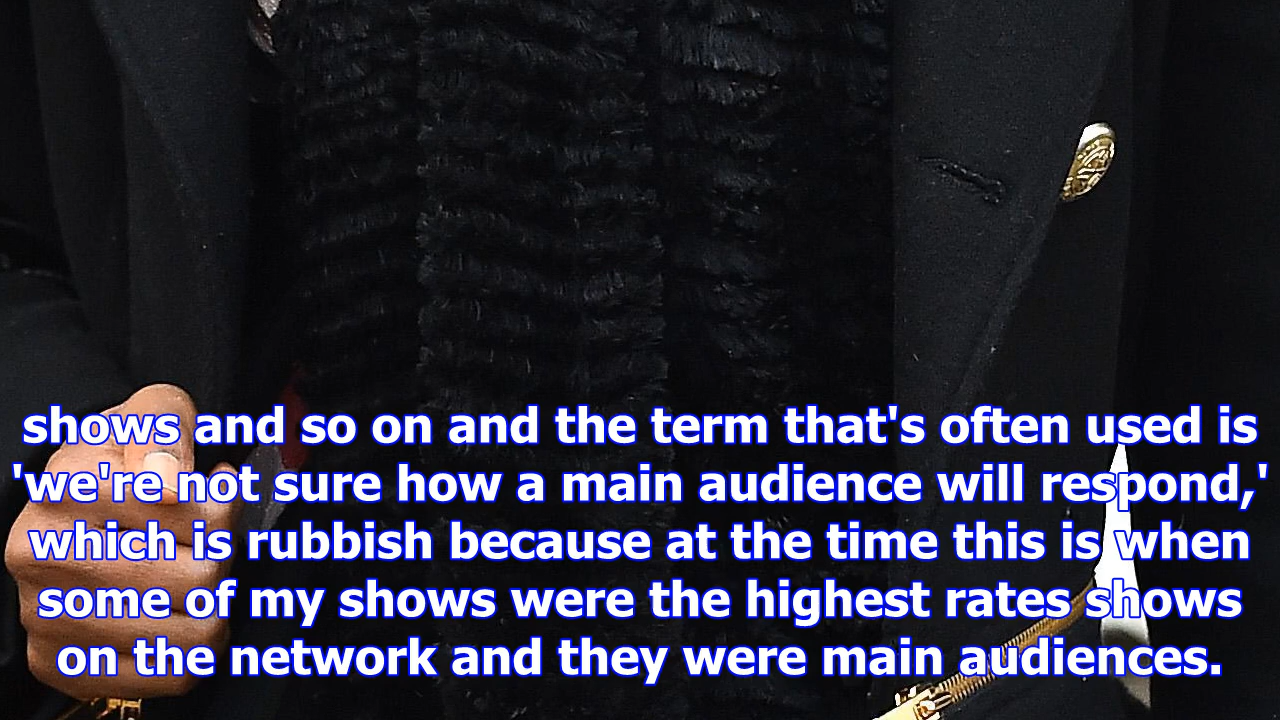 shows and so on and the term that's often used is
'we're not sure how a main audience will respond,'
which is rubbish because at the time this is when
some of my shows were the highest rates shows
on the network and they were main audiences.